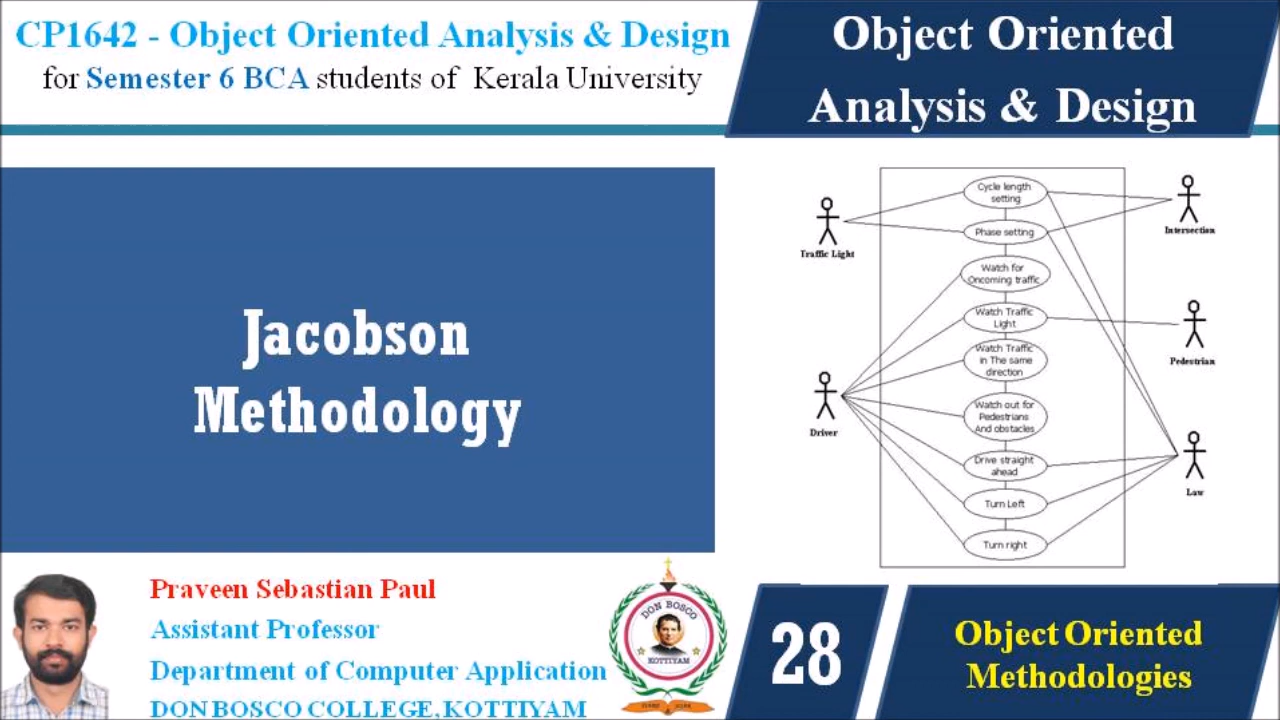 CP1642 - Object Oriented Analysis & Design
for Semester 6 BCA students of Kerala University
Object Oriented
Analysis & Design
Jacobson
Methodology
Cycle length
setting
Phase setting
Watch for
Oncoming traffic
Watch Traffic
Light
Watch Traffic
in The same
direction
Watch out for
Pedestrians
And obstacles
Drive straight
ahead
Turn Left
Turn right
Traffic Light
Driver
Intersection
Pedestrian
Law
Praveen Sebastian Paul
Assistant Professor
Department of Computer Application
DON BOSCO COLLEGE, KOTTIYAM
DON BOSCO
KOTTIYAM
28
Object Oriented
Methodologies